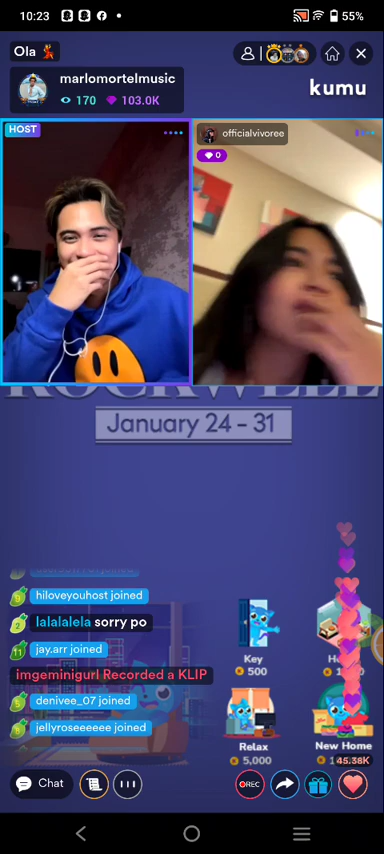 10:23
55%
Ola
marlomortelmusic
170 103.0K
kumu
HOST
officialvivoree
0
ROCKWELL
January 24 - 31
hiloveyouhost joined
lalalalela sorry po
jay.arr joined
imgeminigurl Recorded a KLIP
denivee_07 joined
jellyroseeeeee joined
Key
500
Relax
5,000
New Home
45.38K
Chat
REC